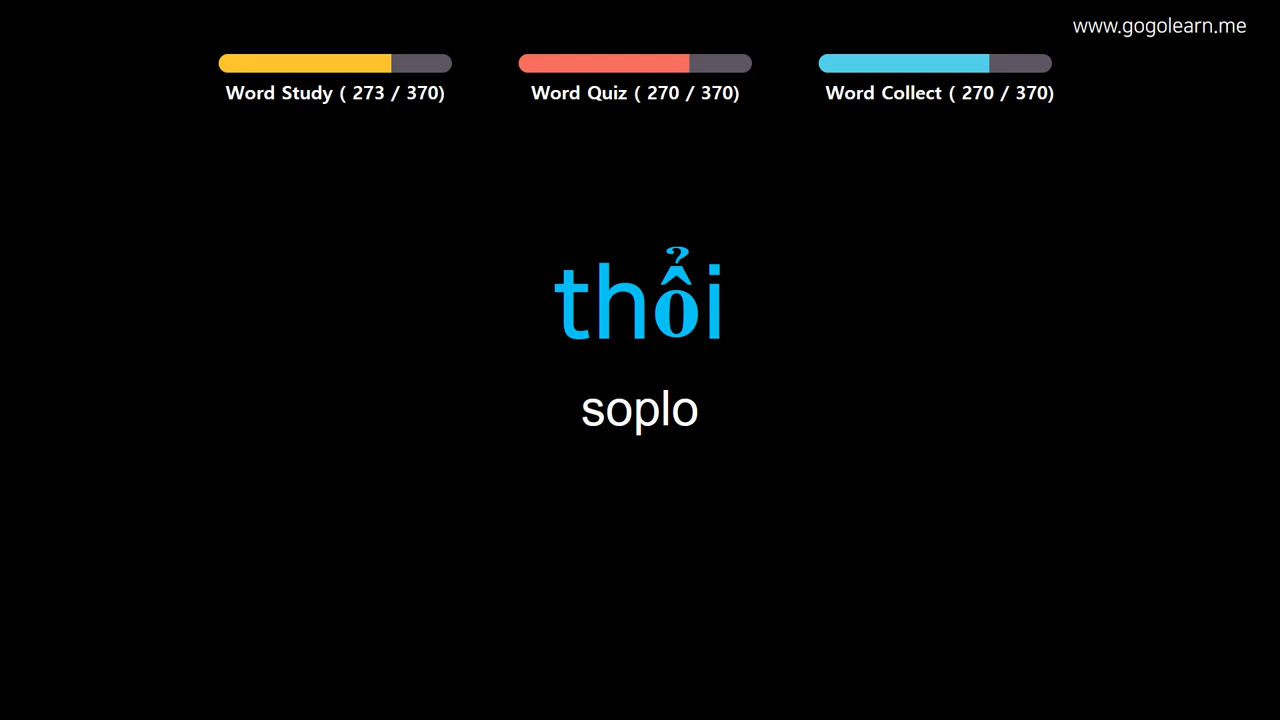 www.gogolearn.me
Word Study ( 273 / 370)
Word Quiz ( 270 / 370)
Word Collect ( 270 / 370)
thổi
soplo